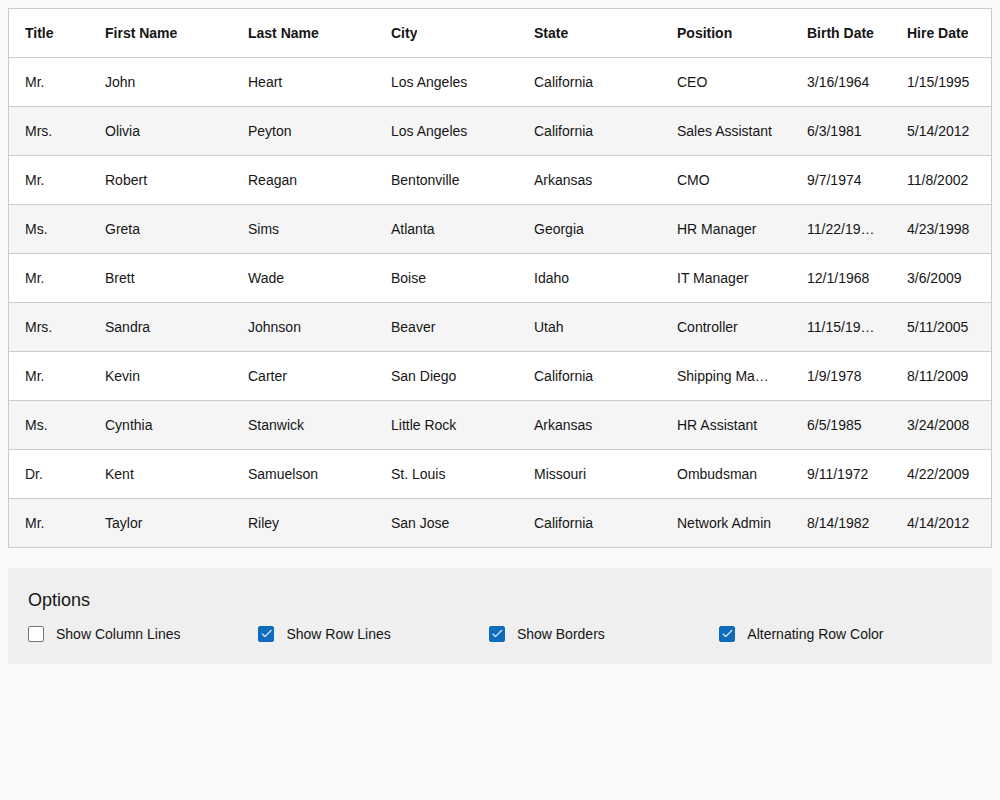 Title First Name Last Name City State Position Birth Date Hire Date
Mr. John Heart Los Angeles California CEO 3/16/1964 1/15/1995
Mrs. Olivia Peyton Los Angeles California Sales Assistant 6/3/1981 5/14/2012
Mr. Robert Reagan Bentonville Arkansas CMO 9/7/1974 11/8/2002
Ms. Greta Sims Atlanta Georgia HR Manager 11/22/19… 4/23/1998
Mr. Brett Wade Boise Idaho IT Manager 12/1/1968 3/6/2009
Mrs. Sandra Johnson Beaver Utah Controller 11/15/19… 5/11/2005
Mr. Kevin Carter San Diego California Shipping Ma… 1/9/1978 8/11/2009
Ms. Cynthia Stanwick Little Rock Arkansas HR Assistant 6/5/1985 3/24/2008
Dr. Kent Samuelson St. Louis Missouri Ombudsman 9/11/1972 4/22/2009
Mr. Taylor Riley San Jose California Network Admin 8/14/1982 4/14/2012
Options
Show Column Lines Show Row Lines Show Borders Alternating Row Color